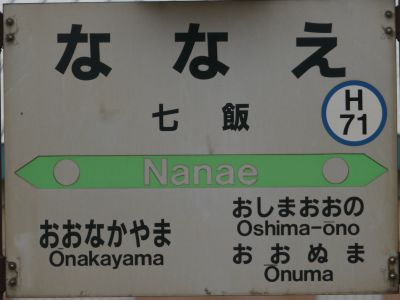 ななえ
七飯
H
71
Nanae
おおなかやま
Ōnakayama
おしまおおの
Oshima-ōno
おおぬま
Ōnuma